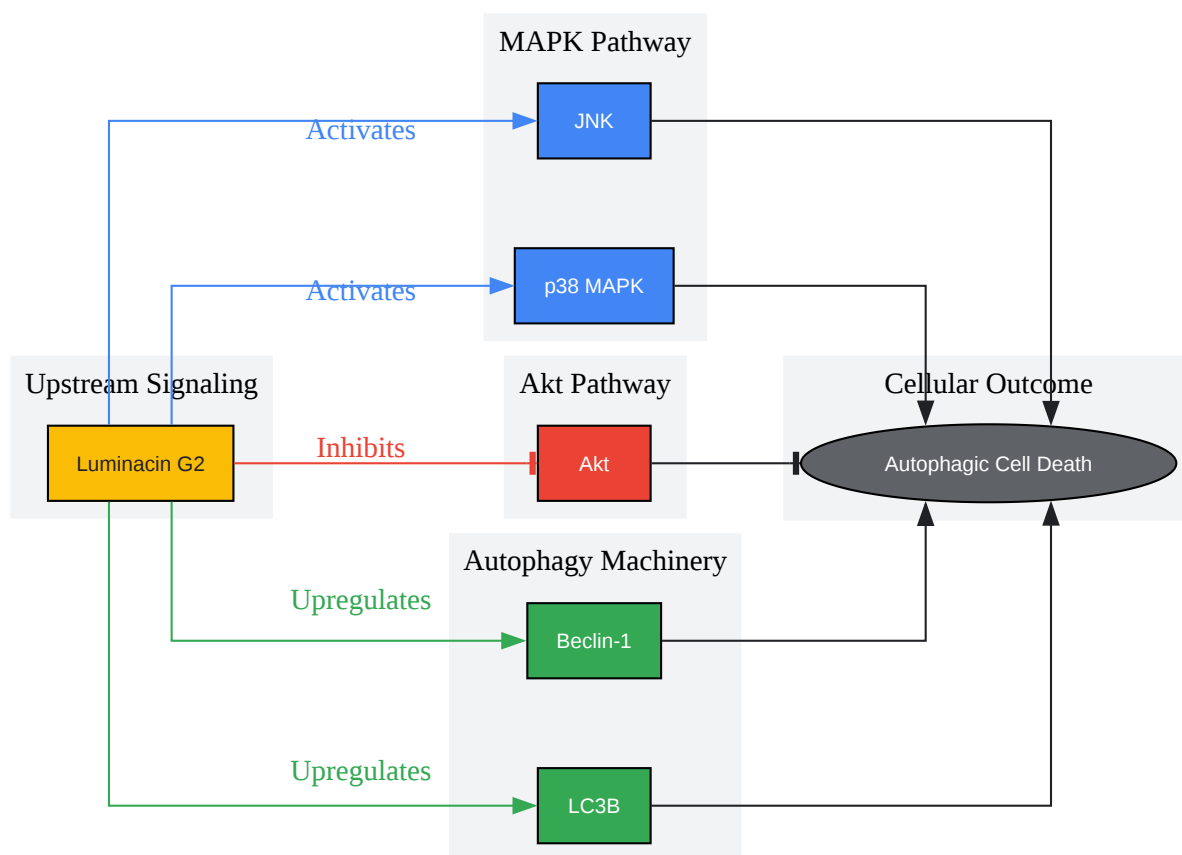 MAPK Pathway
JNK
Activates
p38 MAPK
Activates
Upstream Signaling
Akt Pathway
Cellular Outcome
Luminacin G2
Inhibits
Akt
Autophagic Cell Death
Autophagy Machinery
Upregulates
Beclin-1
Upregulates
LC3B